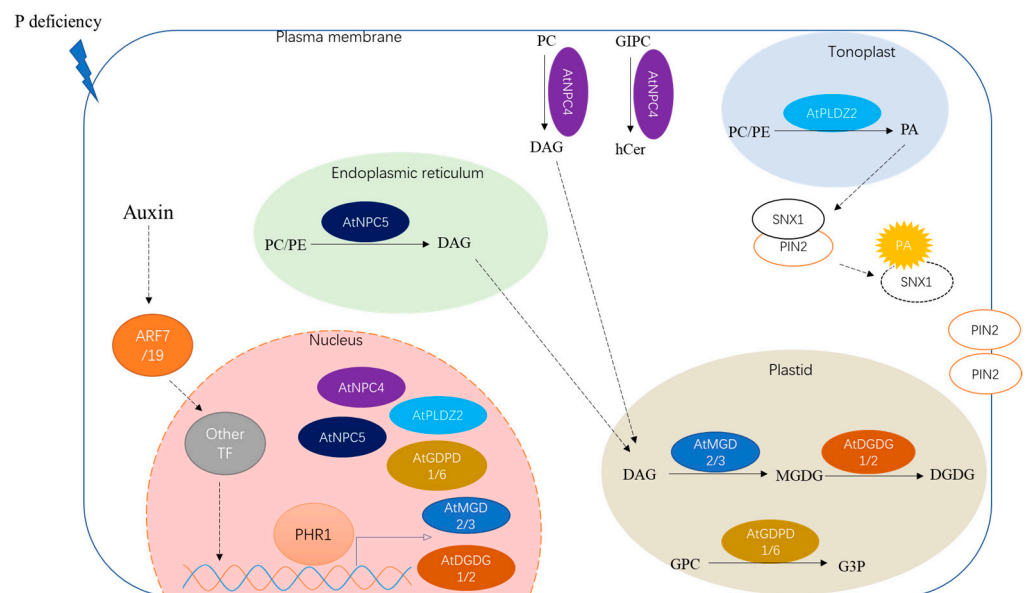 P deficiency
Plasma membrane
PC
AtNPC4
DAG
GIPC
AtNPC4
hCer
Tonoplast
AtPLDZ2
PC/PE
PA
Endoplasmic reticulum
AtNPC5
PC/PE
DAG
SNX1
PIN2
PA
SNX1
PIN2
PIN2
Auxin
ARF7
/19
Other
TF
Nucleus
AtNPC4
AtPLDZ2
AtNPC5
AtGDPD
1/6
AtMGD
2/3
PHR1
AtDGDG
1/2
Plastid
AtMGD
2/3
AtDGDG
1/2
DAG
MGDG
DGDG
AtGDPD
1/6
GPC
G3P